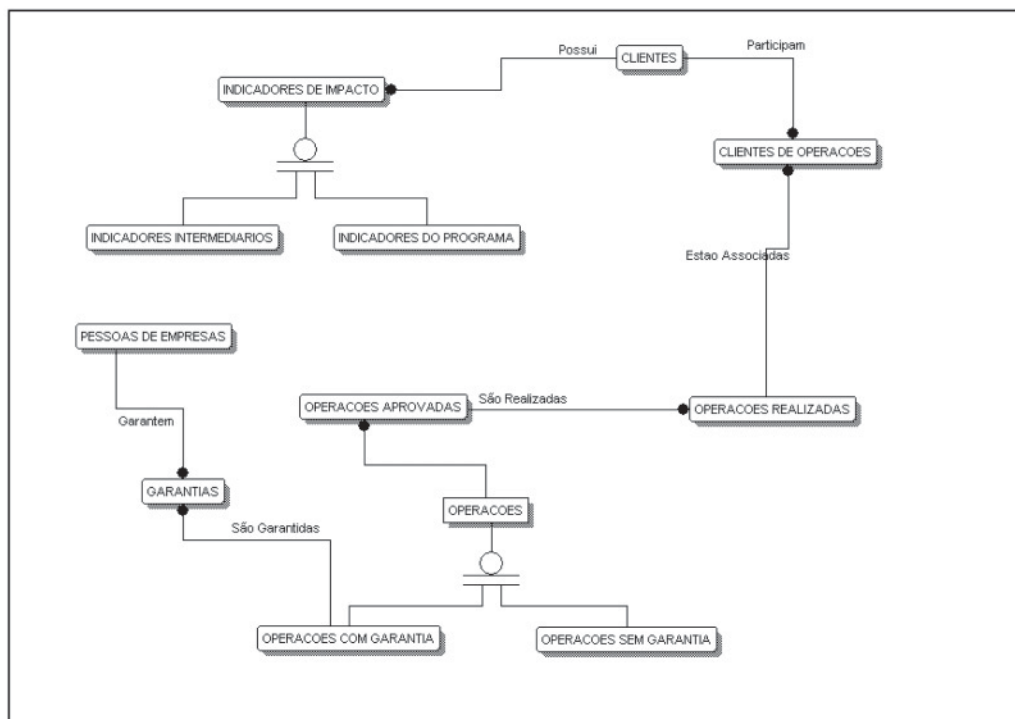 Possui
CLIENTES
Participam
INDICADORES DE IMPACTO
CLIENTES DE OPERACOES
INDICADORES INTERMEDIARIOS
INDICADORES DO PROGRAMA
Estao Associadas
PESSOAS DE EMPRESAS
OPERACOES APROVADAS
São Realizadas
OPERACOES REALIZADAS
Garantem
GARANTIAS
OPERACOES
São Garantidas
OPERACOES COM GARANTIA
OPERACOES SEM GARANTIA